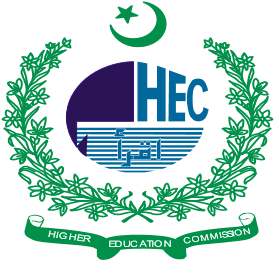 HEC
اقرأ
HIGHER EDUCATION COMMISSION